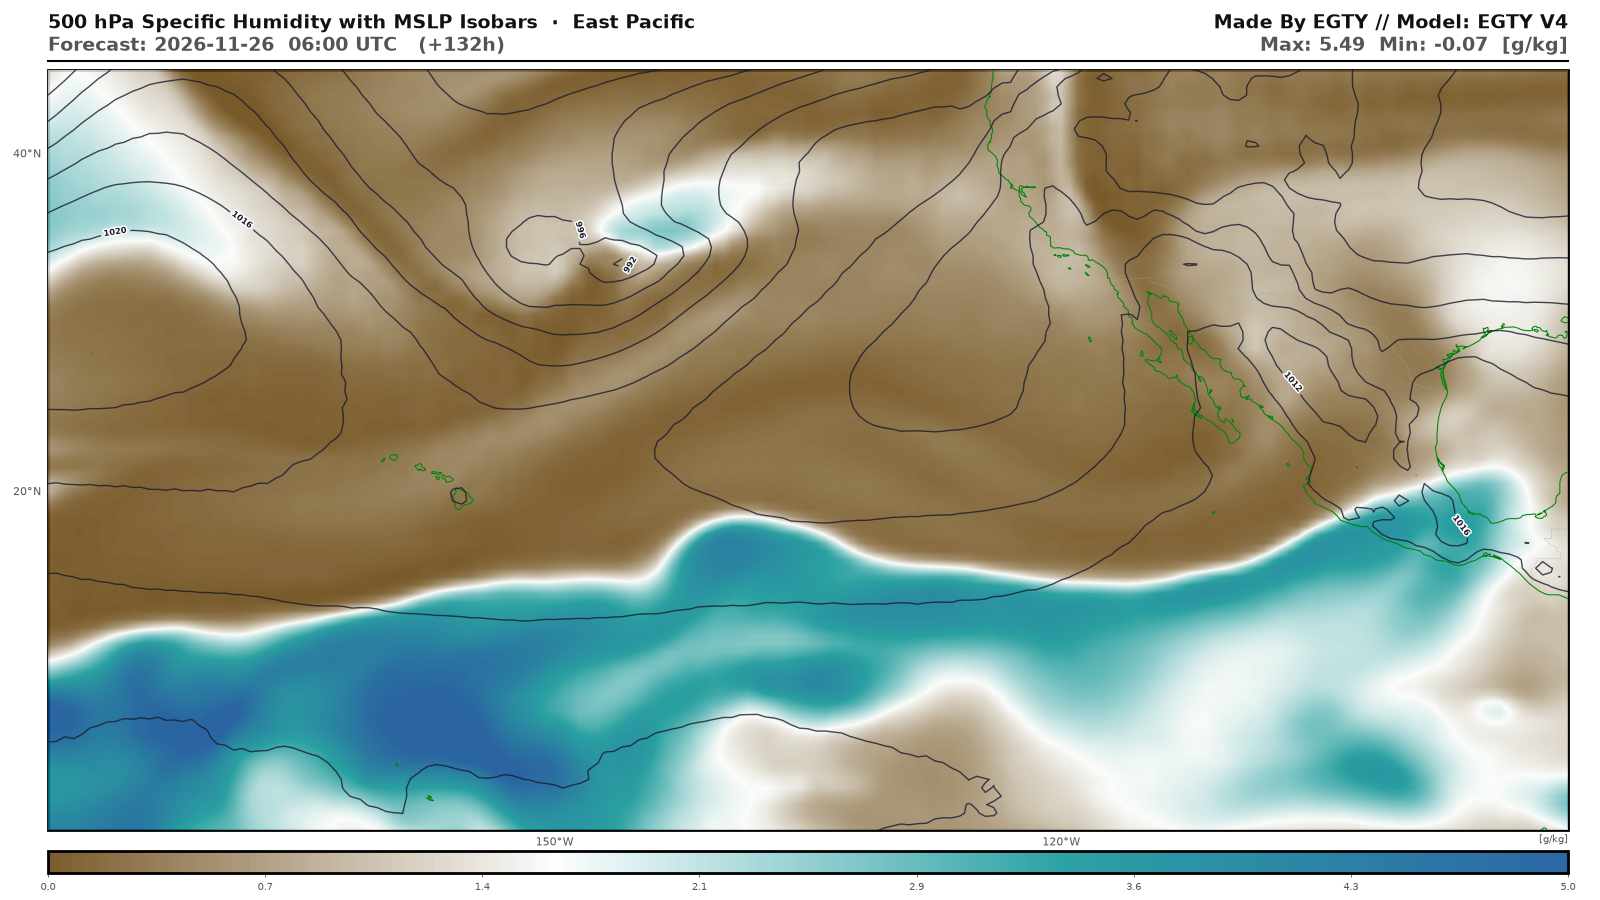 500 hPa Specific Humidity with MSLP Isobars · East Pacific
Made By EGTY // Model: EGTY V4
Forecast: 2026-11-26 06:00 UTC (+132h)
Max: 5.49 Min: -0.07 [g/kg]
40°N
20°N
1016
1020
996
992
1012
1016
150°W
120°W
[g/kg]
0.0
0.7
1.4
2.1
2.9
3.6
4.3
5.0